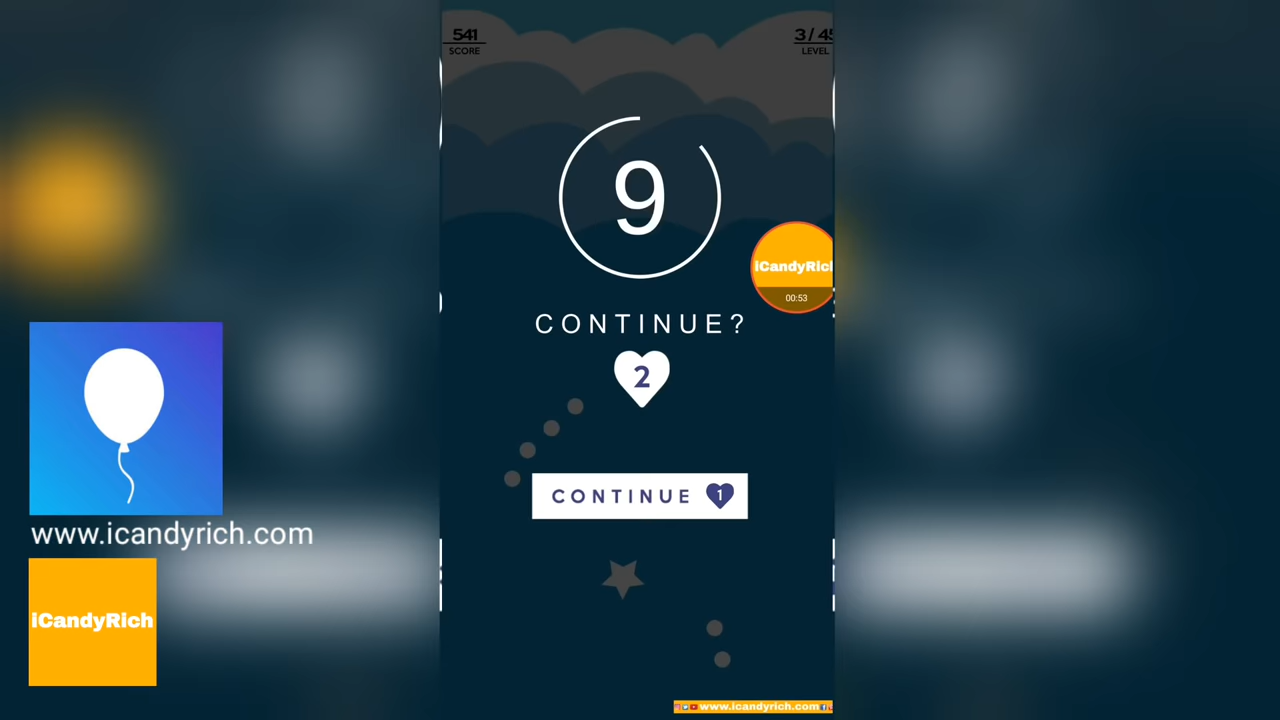 541
SCORE
3 / 45
LEVEL
9
iCandyRich
00:53
CONTINUE?
2
CONTINUE 1
www.icandyrich.com
iCandyRich
www.icandyrich.com